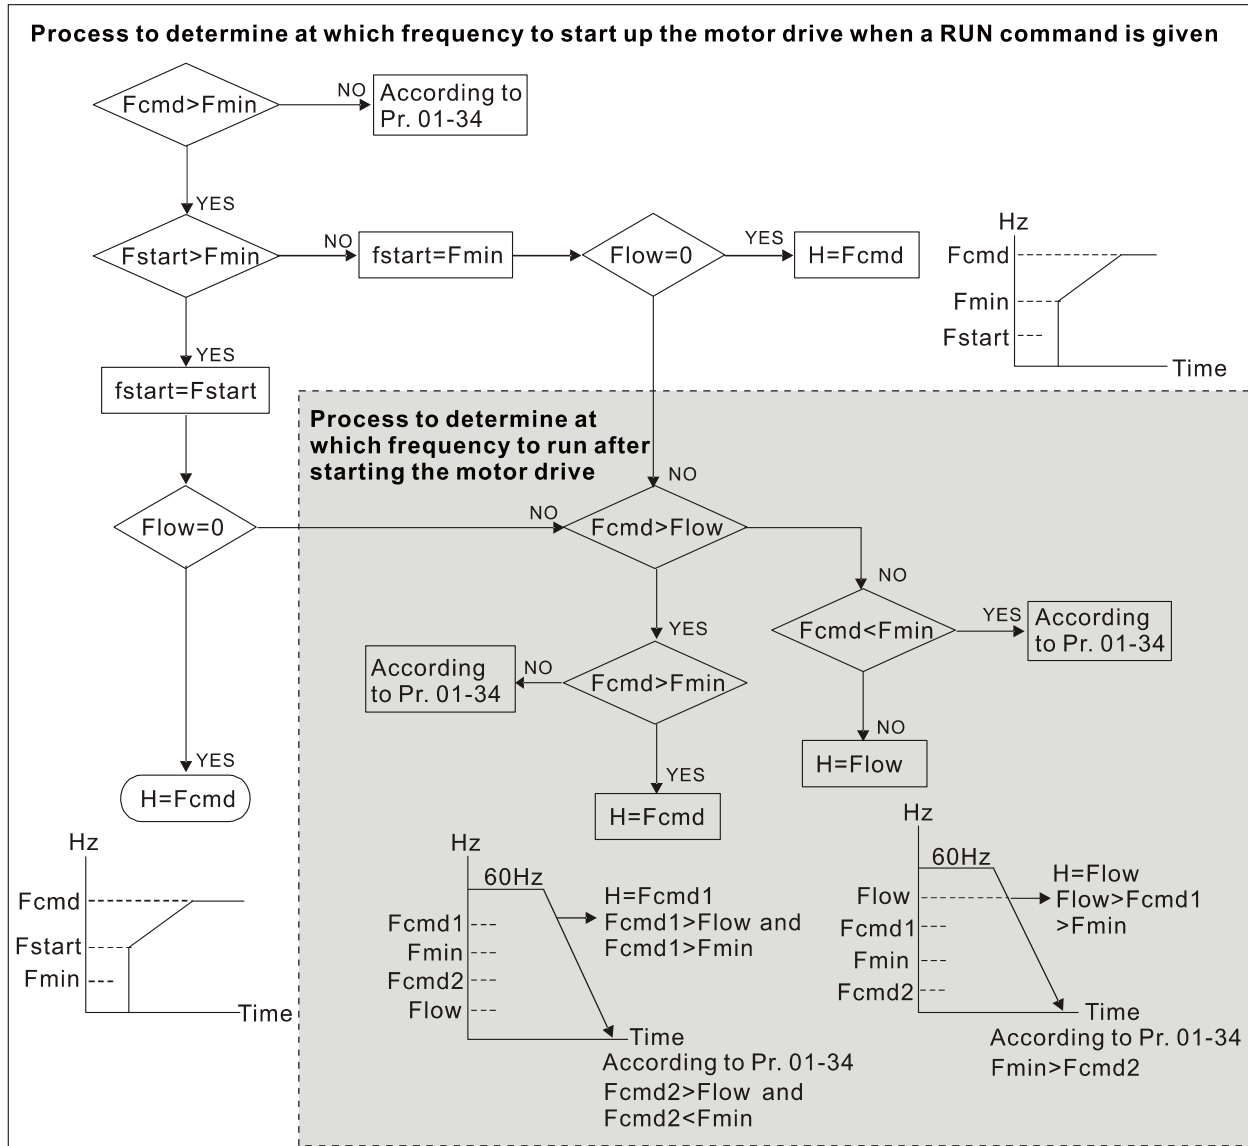 Process to determine at which frequency to start up the motor drive when a RUN command is given
Fcmd>Fmin
NO
According to
Pr. 01-34
YES
Fstart>Fmin
NO
fstart=Fmin
Flow=0
YES
H=Fcmd
Hz
Fcmd
Fmin
Fstart
Time
YES
fstart=Fstart
Process to determine at
which frequency to run after
starting the motor drive
NO
Flow=0
NO
Fcmd>Flow
NO
Fcmd<Fmin
YES
According
to Pr. 01-34
YES
According
to Pr. 01-34
NO
Fcmd>Fmin
NO
H=Flow
YES
H=Fcmd
YES
H=Fcmd
Hz
Fcmd
Fstart
Fmin
Time
Hz
60Hz
Fcmd1
Fmin
Fcmd2
Flow
H=Fcmd1
Fcmd1>Flow and
Fcmd1>Fmin
Time
According to Pr. 01-34
Fcmd2>Flow and
Fcmd2<Fmin
Hz
60Hz
Flow
Fcmd1
Fmin
Fcmd2
H=Flow
Flow>Fcmd1
>Fmin
Time
According to Pr. 01-34
Fmin>Fcmd2